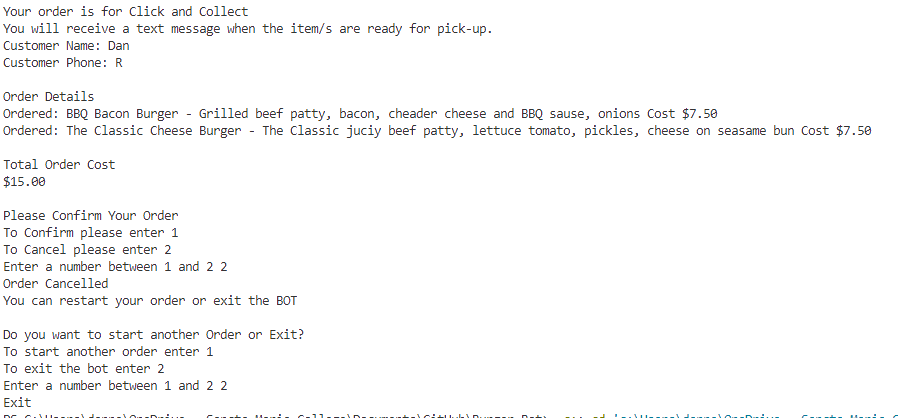 Your order is for Click and Collect
You will receive a text message when the item/s are ready for pick-up.
Customer Name: Dan
Customer Phone: R
Order Details
Ordered: BBQ Bacon Burger - Grilled beef patty, bacon, cheader cheese and BBQ sause, onions Cost $7.50
Ordered: The Classic Cheese Burger - The Classic juciy beef patty, lettuce tomato, pickles, cheese on seasame bun Cost $7.50
Total Order Cost
$15.00
Please Confirm Your Order
To Confirm please enter 1
To Cancel please enter 2
Enter a number between 1 and 2 2
Order Cancelled
You can restart your order or exit the BOT
Do you want to start another Order or Exit?
To start another order enter 1
To exit the bot enter 2
Enter a number between 1 and 2 2
Exit